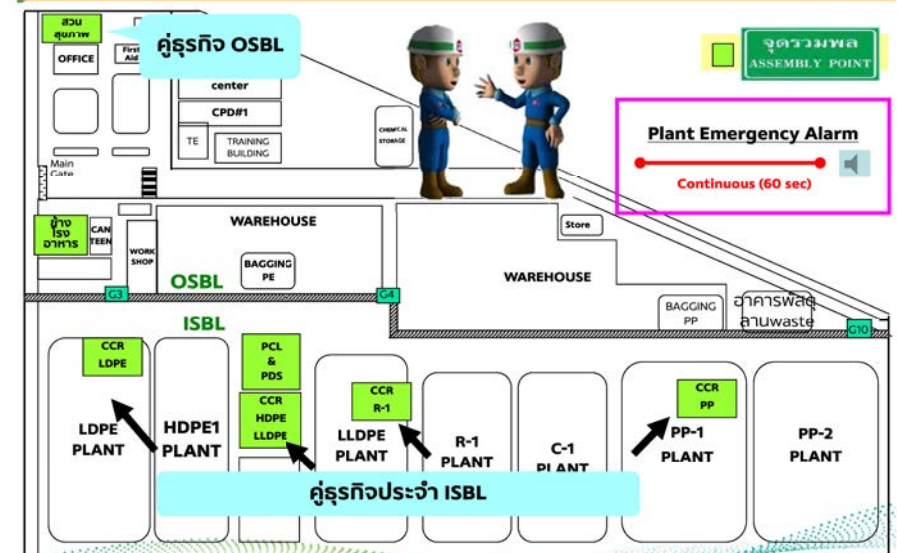 สวน
สุขภาพ
คู่ธุรกิจ OSBL
จุดรวมพล
ASSEMBLY POINT
OFFICE
First
Aid
center
CPD#1
TE
TRAINING
BUILDING
CHEMICAL
STORAGE
Plant Emergency Alarm
Continuous (60 sec)
Main
Gate
ข้าง
โรง
อาหาร
CAN
TEEN
WORK
SHOP
WAREHOUSE
BAGGING
PE
Store
WAREHOUSE
BAGGING
PP
อาคารพัสดุ
ลานwaste
OSBL
G3
G4
G10
ISBL
CCR
LDPE
PCL
&
PDS
CCR
HDPE
LLDPE
CCR
R-1
CCR
PP
LDPE
PLANT
HDPE1
PLANT
LLDPE
PLANT
R-1
PLANT
C-1
PLANT
PP-1
PLANT
PP-2
PLANT
คู่ธุรกิจประจำ ISBL